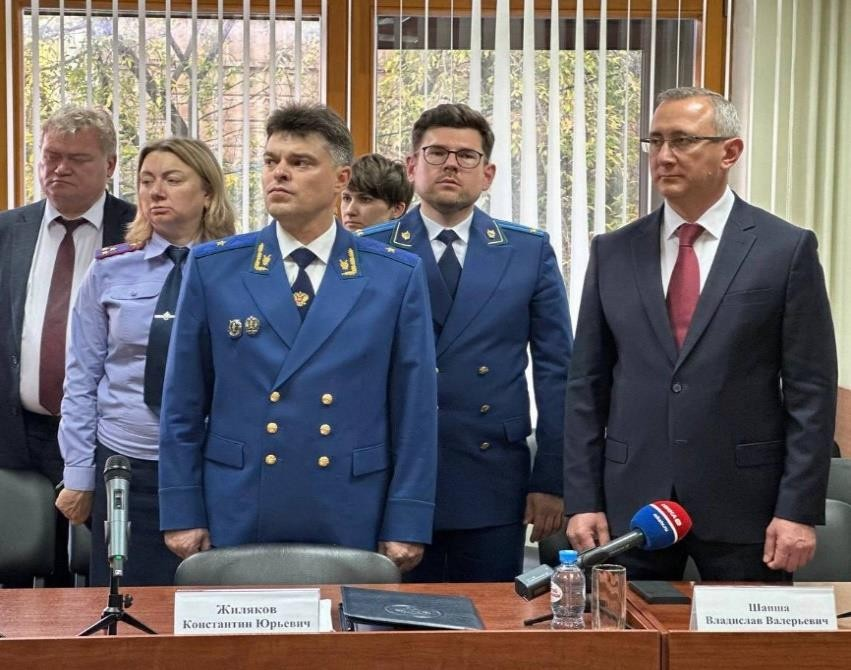 Жиляков
Константин Юрьевич
Шапша
Владислав Валерьевич